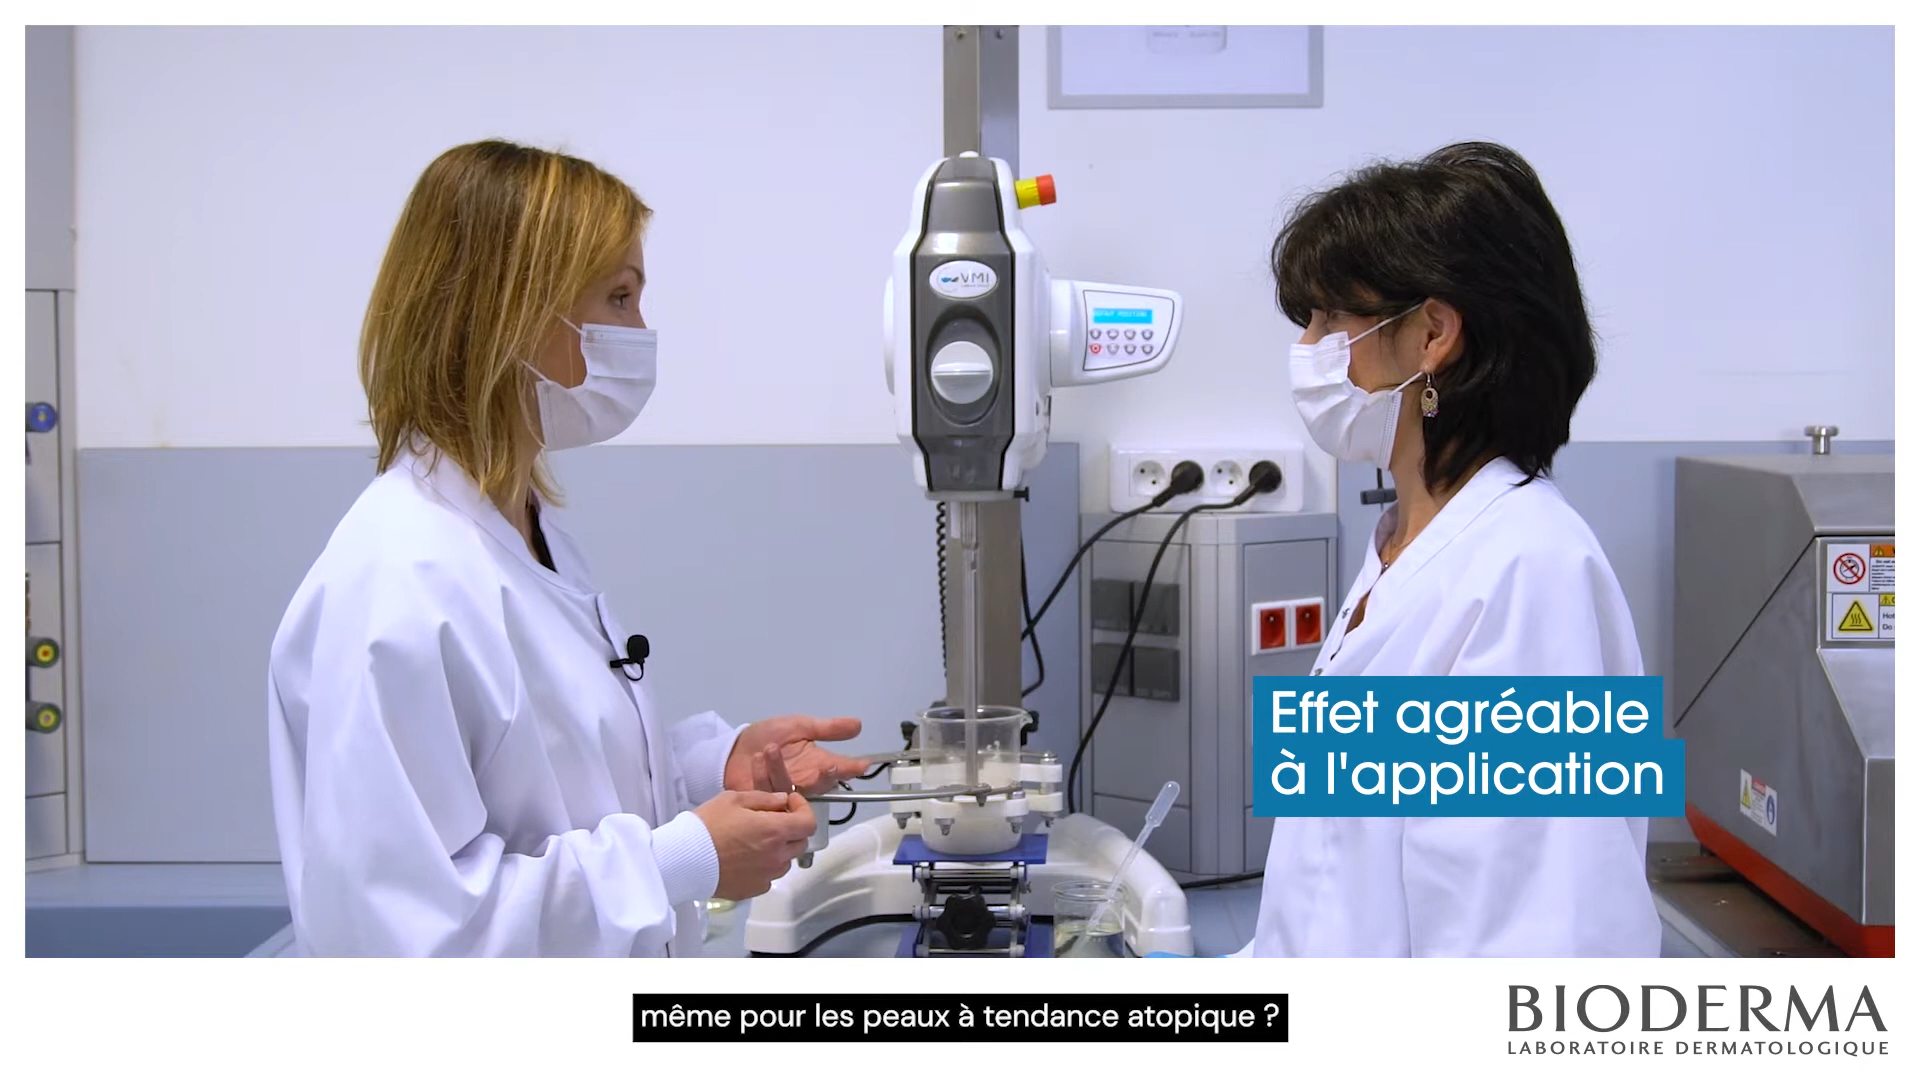 VMI
Effet agréable
à l'application
même pour les peaux à tendance atopique ?
BIODERMA
LABORATOIRE DERMATOLOGIQUE